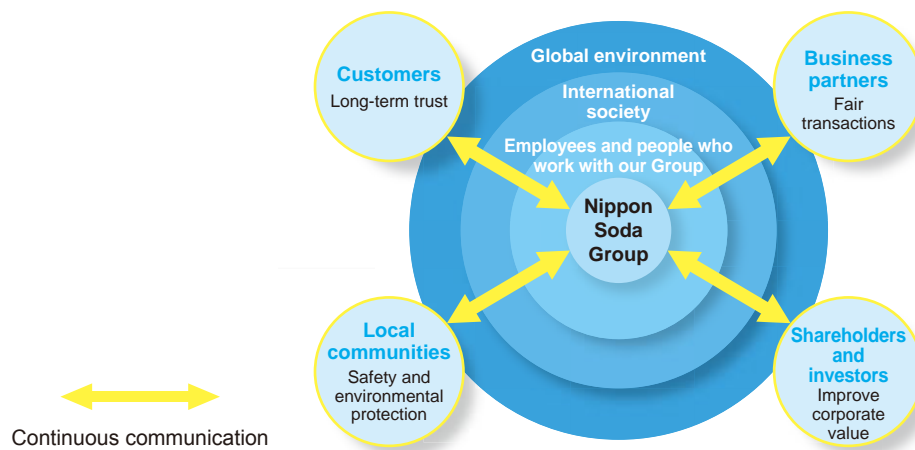 Global environment
International
society
Employees and people who
work with our Group
Nippon
Soda
Group
Customers
Long-term trust
Business
partners
Fair
transactions
Local
communities
Safety and
environmental
protection
Shareholders
and
investors
Improve
corporate
value
Continuous communication